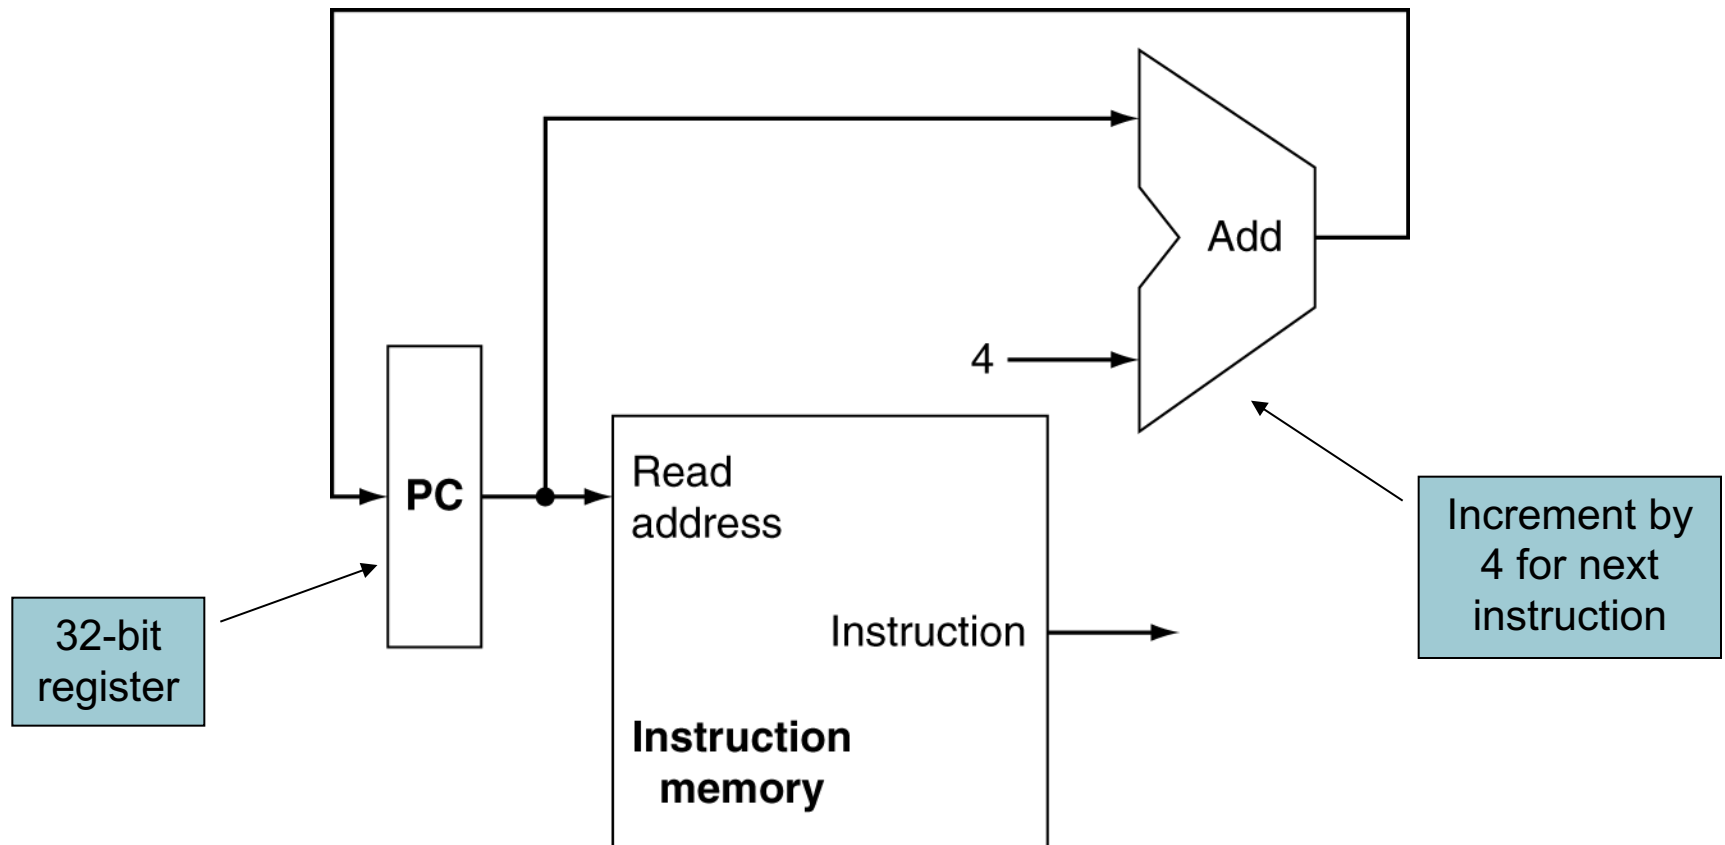 Add
4
PC
Read
address
Increment by
4 for next
instruction
32-bit
register
Instruction
Instruction
memory